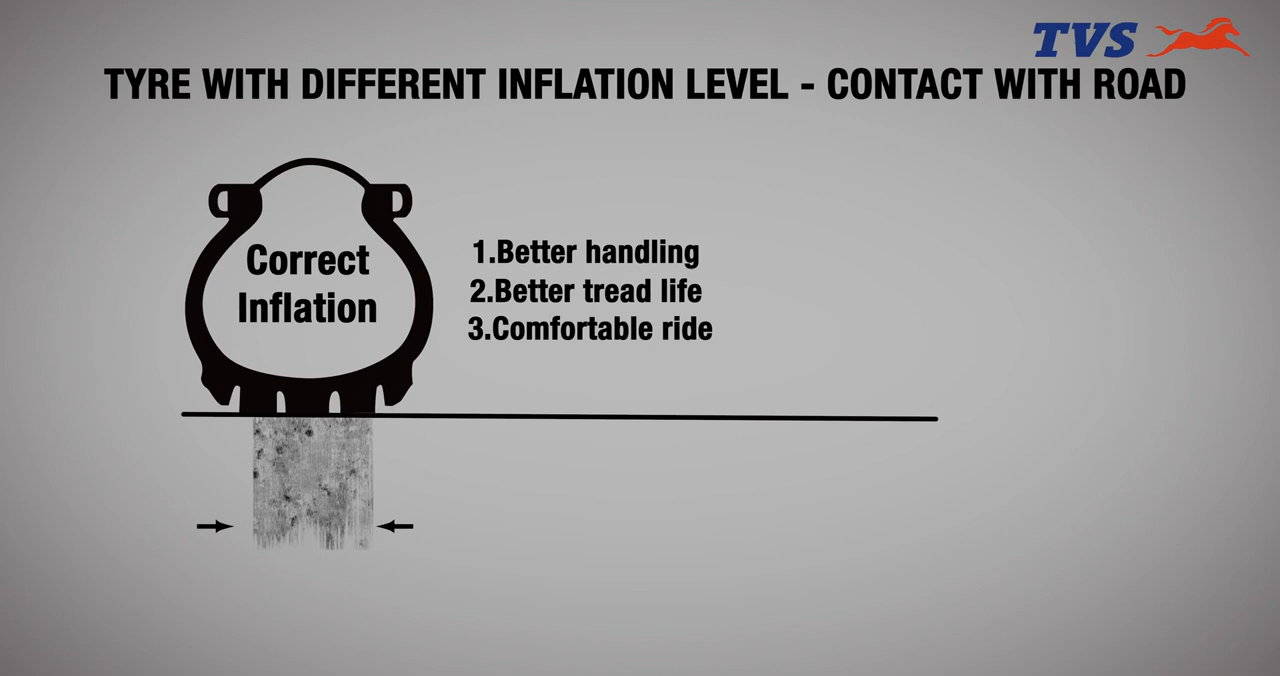 TVS
TYRE WITH DIFFERENT INFLATION LEVEL - CONTACT WITH ROAD
Correct
Inflation
1.Better handling
2.Better tread life
3.Comfortable ride